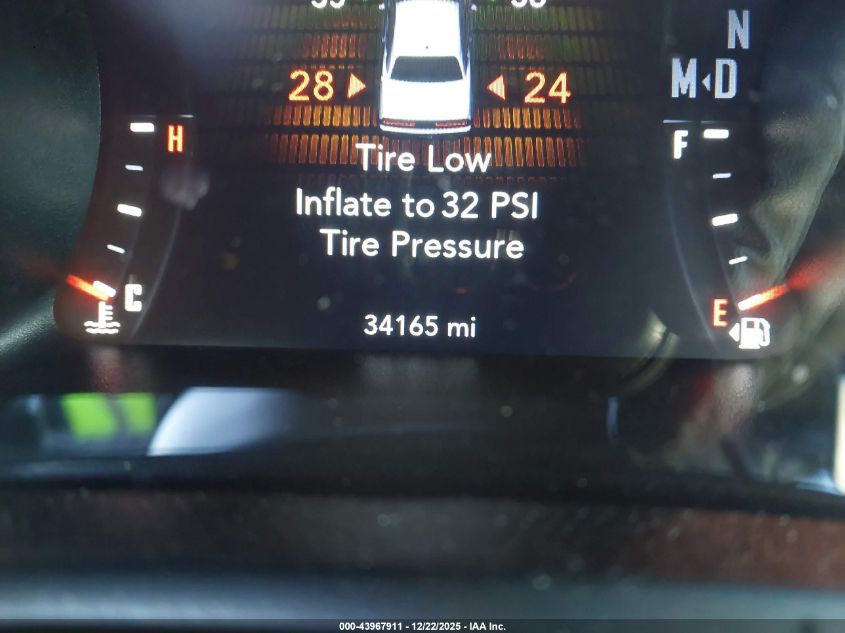 N
28 24
M D
H F
Tire Low
Inflate to 32 PSI
Tire Pressure
C E
34165 mi
000-43967911 - 12/22/2025 - IAA Inc.